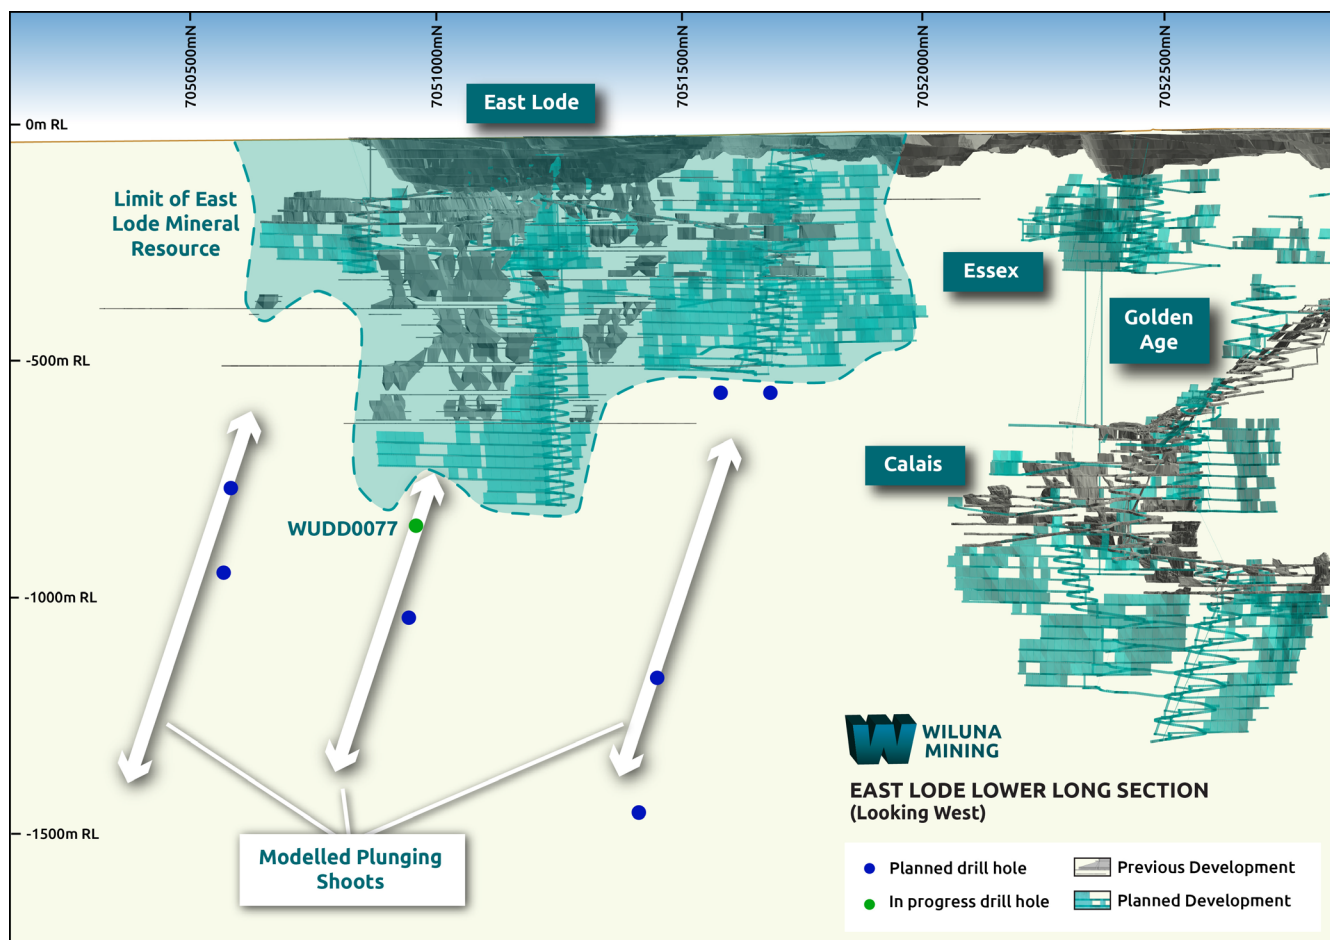 7050500mN
7051000mN
7051500mN
7052000mN
7052500mN
East Lode
0m RL
Limit of East
Lode Mineral
Resource
Essex
Golden
Age
-500m RL
Calais
WUDD0077
-1000m RL
WILUNA
MINING
EAST LODE LOWER LONG SECTION
(Looking West)
-1500m RL
Modelled Plunging
Shoots
Planned drill hole
Previous Development
In progress drill hole
Planned Development